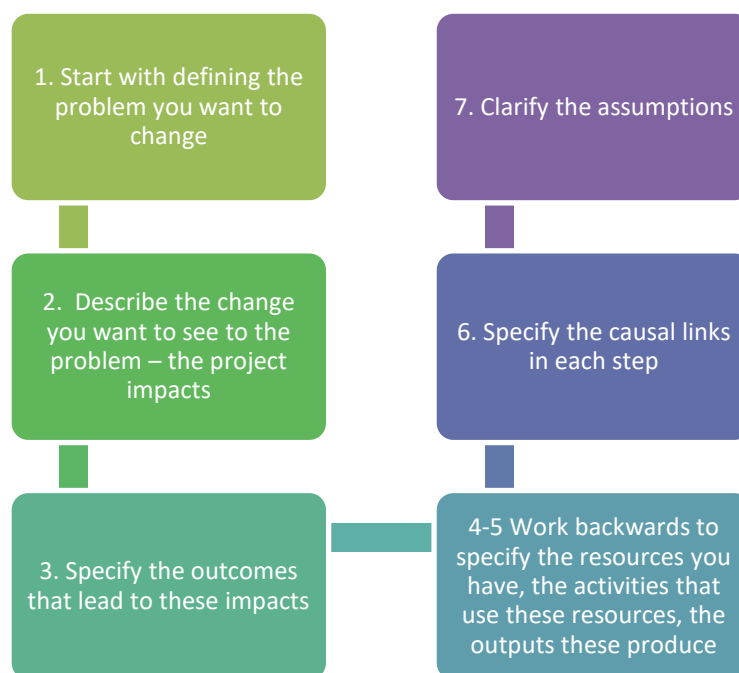 1. Start with defining the
problem you want to
change
2.  Describe the change
you want to see to the
problem – the project
impacts
3. Specify the outcomes
that lead to these impacts
4-5 Work backwards to
specify the resources you
have, the activities that
use these resources, the
outputs these produce
6. Specify the causal links
in each step
7. Clarify the assumptions